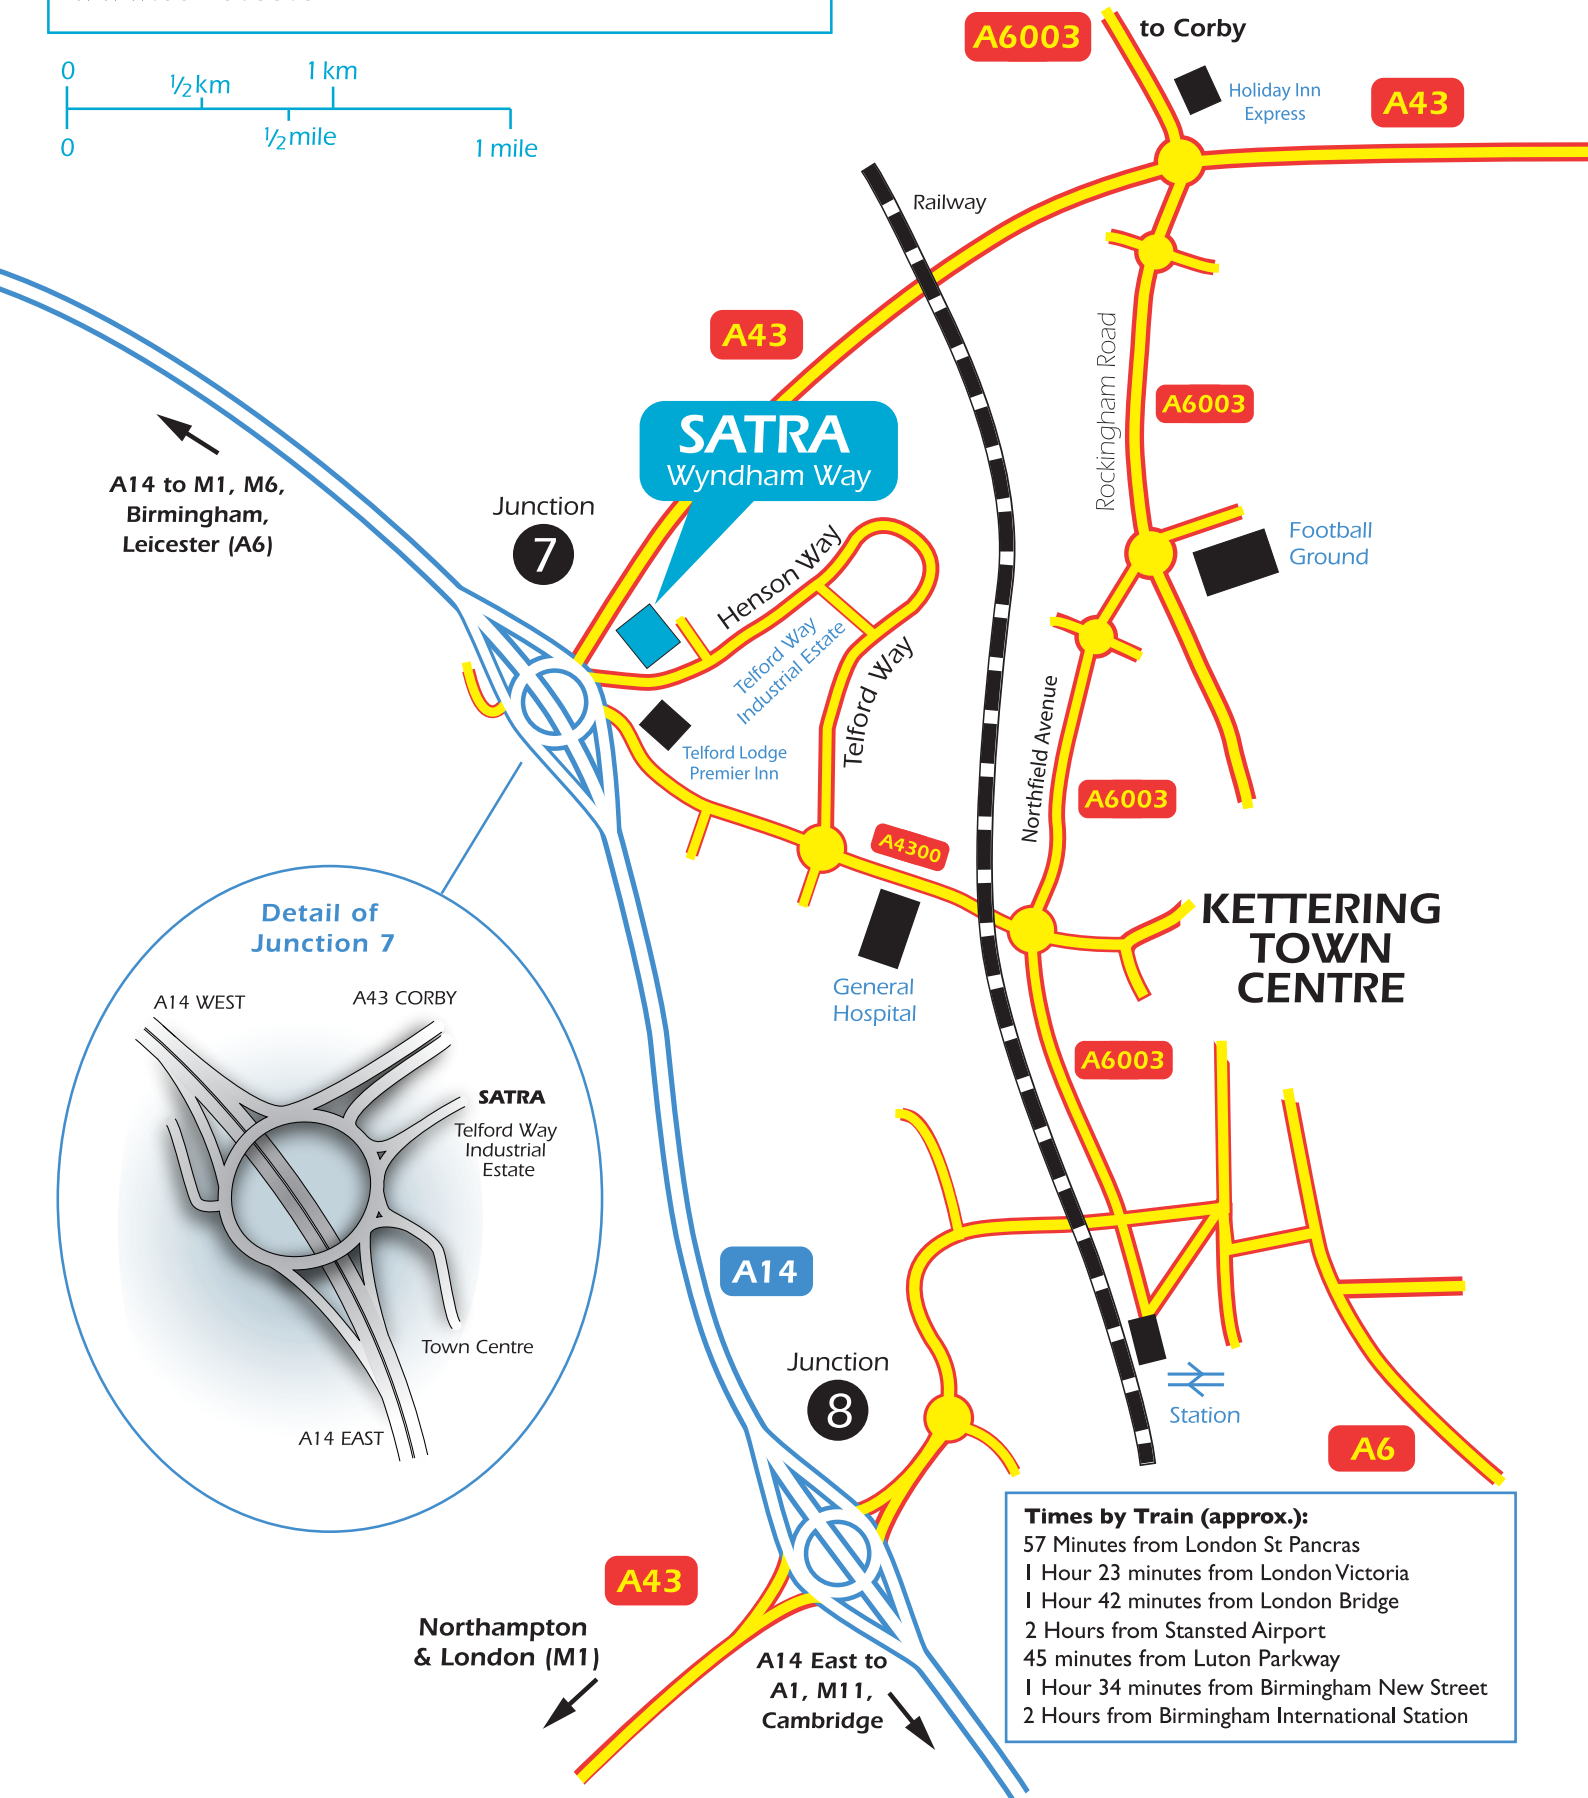 A6003
to Corby
Holiday Inn
Express
A43
0
½ km
1 km
0
½ mile
1 mile
Railway
A43
Rockingham Road
A6003
SATRA
Wyndham Way
A14 to M1, M6,
Birmingham,
Leicester (A6)
Junction
7
Henson Way
Telford Way
Industrial Estate
Telford Way
Football
Ground
Telford Lodge
Premier Inn
Northfield Avenue
A6003
A4300
KETTERING
TOWN
CENTRE
General
Hospital
Detail of
Junction 7
A14 WEST
A43 CORBY
SATRA
Telford Way
Industrial
Estate
Town Centre
A14 EAST
A6003
A14
Junction
8
Station
A6
A43
Northampton
& London (M1)
A14 East to
A1, M11,
Cambridge
Times by Train (approx.):
57 Minutes from London St Pancras
1 Hour 23 minutes from London Victoria
1 Hour 42 minutes from London Bridge
2 Hours from Stansted Airport
45 minutes from Luton Parkway
1 Hour 34 minutes from Birmingham New Street
2 Hours from Birmingham International Station